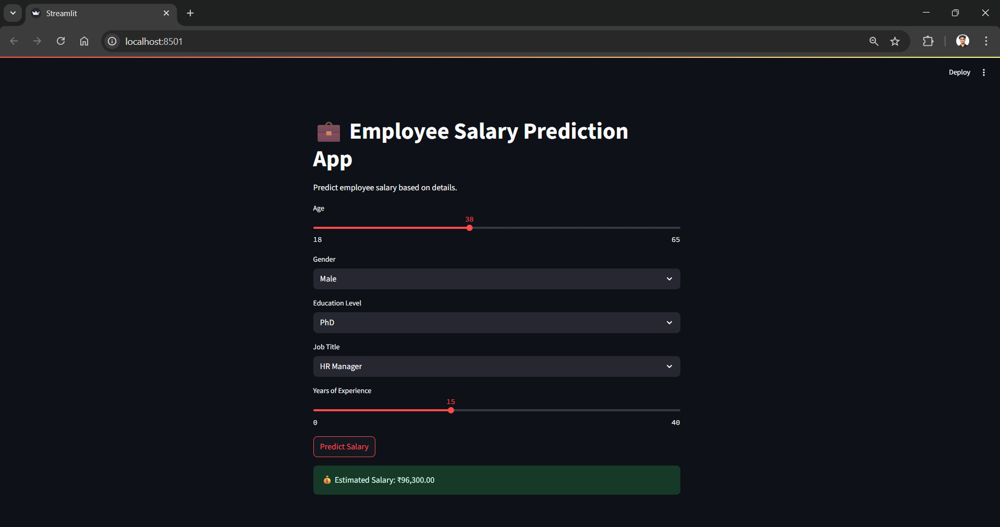 Streamlit
localhost:8501
Deploy
Employee Salary Prediction
App
Predict employee salary based on details.
Age
38
18 65
Gender
Male
Education Level
PhD
Job Title
HR Manager
Years of Experience
15
0 40
Predict Salary
Estimated Salary: ₹96,300.00